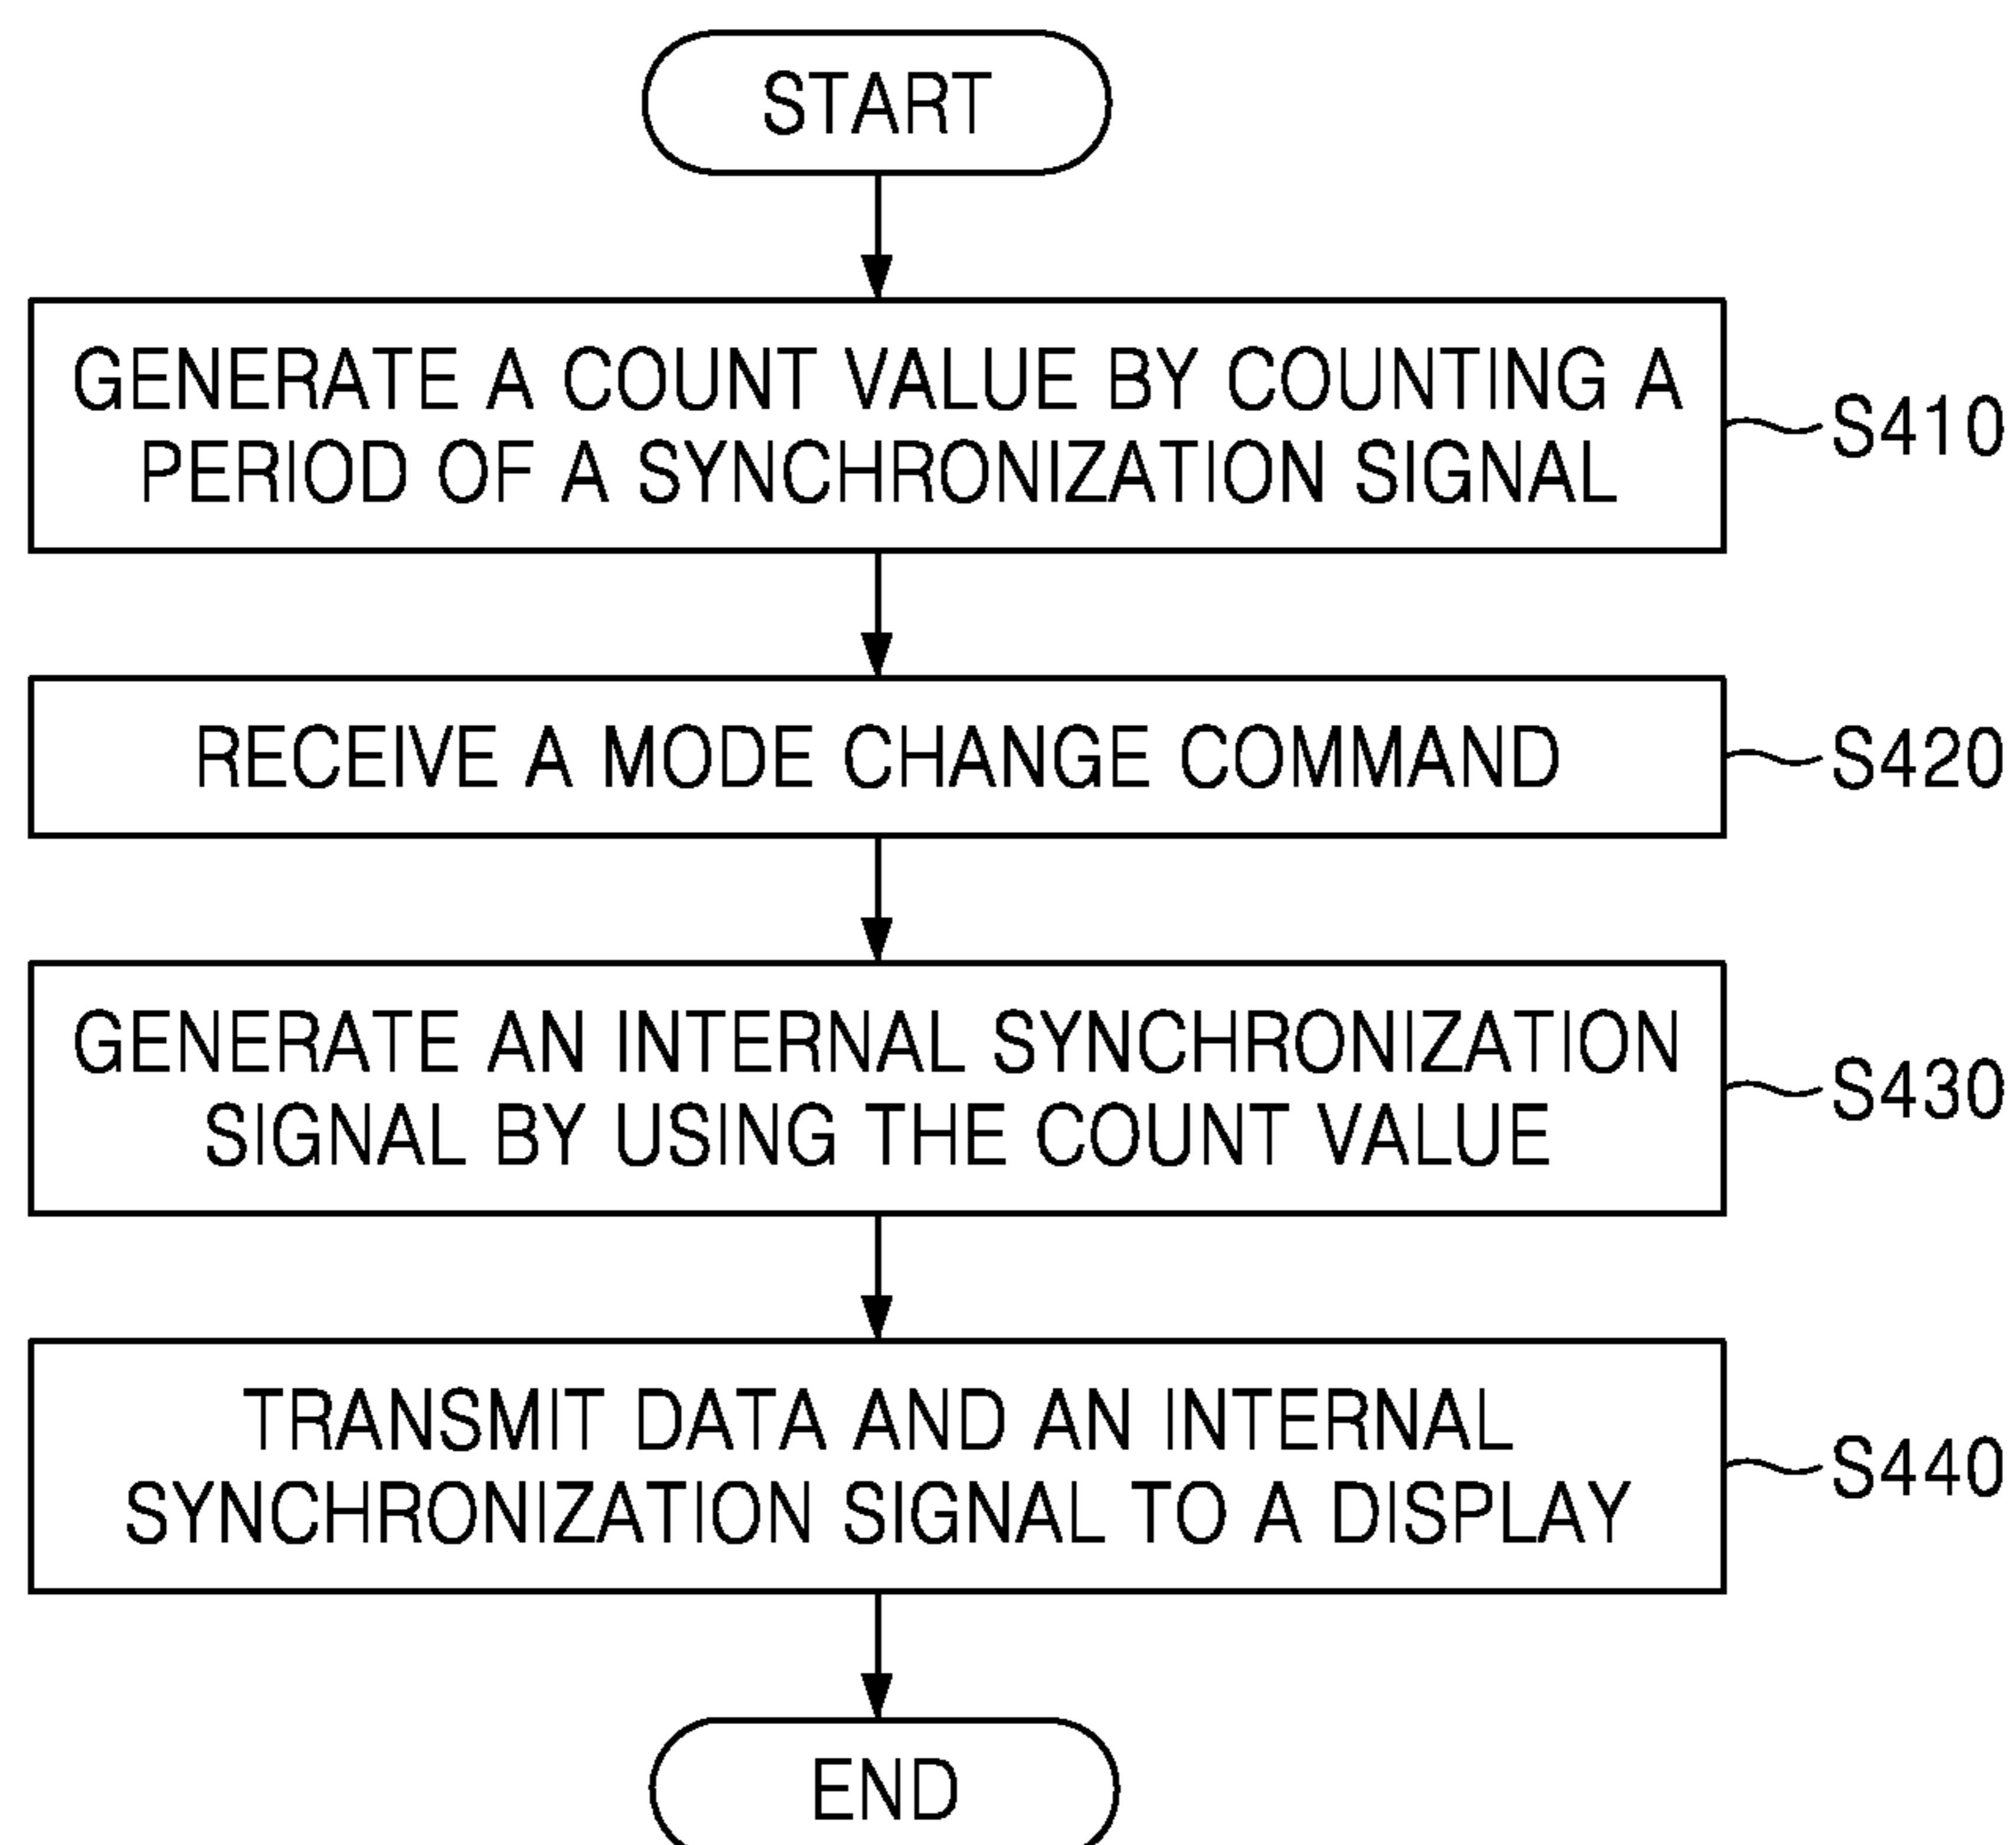 START
GENERATE A COUNT VALUE BY COUNTING A
PERIOD OF A SYNCHRONIZATION SIGNAL
S410
RECEIVE A MODE CHANGE COMMAND
S420
GENERATE AN INTERNAL SYNCHRONIZATION
SIGNAL BY USING THE COUNT VALUE
S430
TRANSMIT DATA AND AN INTERNAL
SYNCHRONIZATION SIGNAL TO A DISPLAY
S440
END